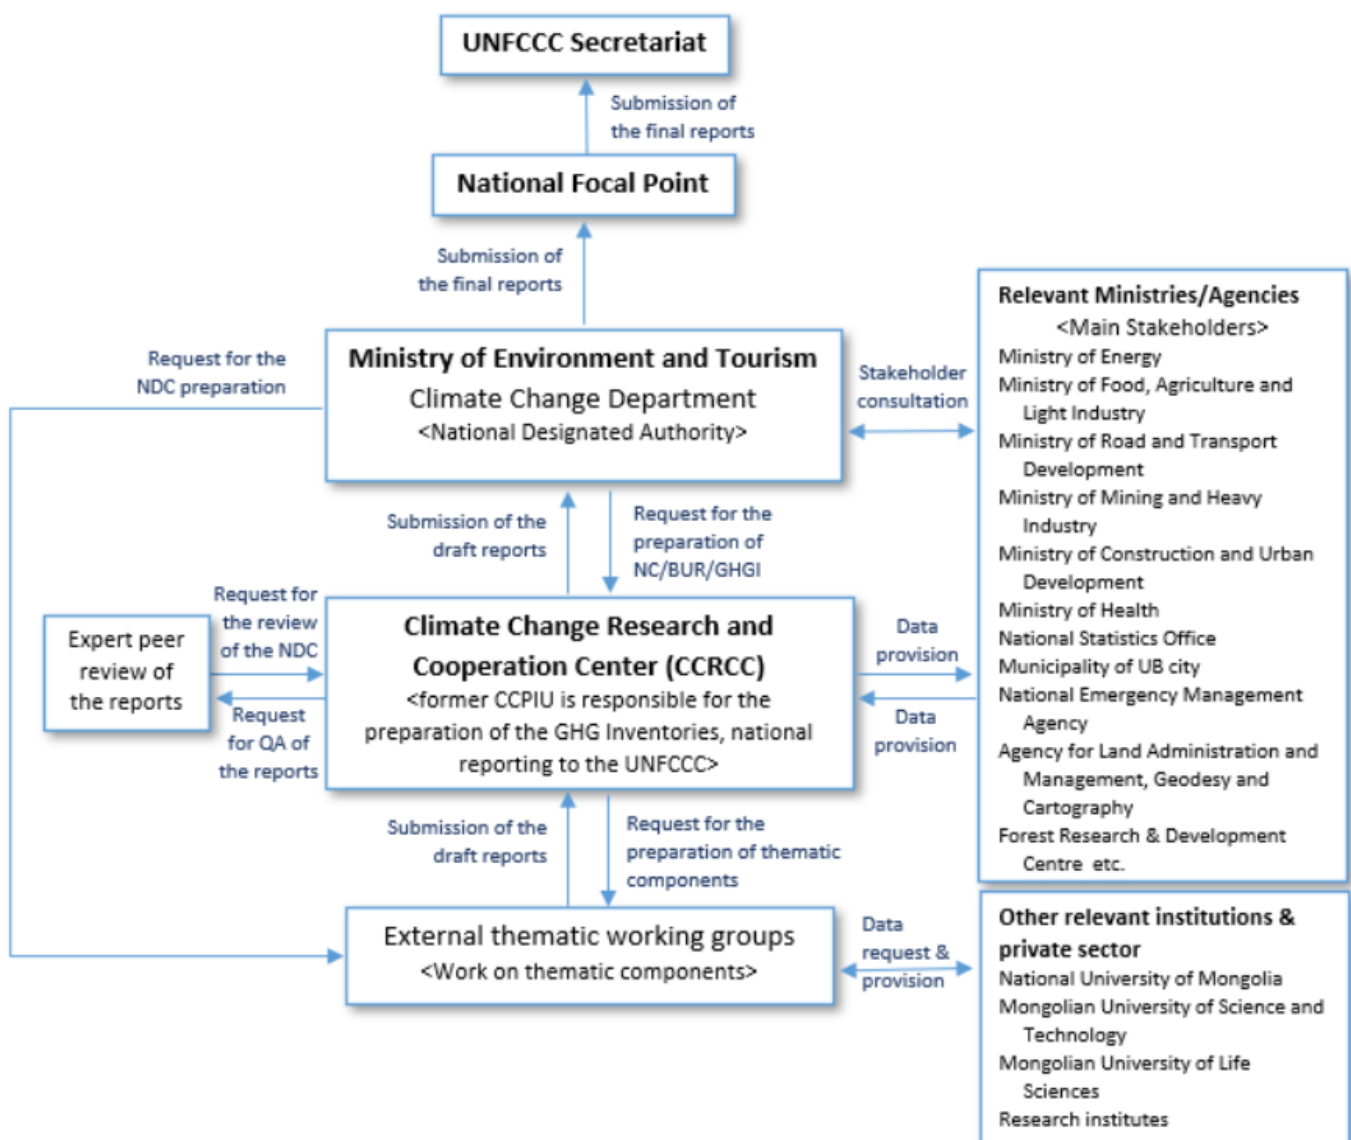 UNFCCC Secretariat
Submission of
the final reports
National Focal Point
Submission of
the final reports
Request for the
NDC preparation
Ministry of Environment and Tourism
Climate Change Department
<National Designated Authority>
Stakeholder
consultation
Relevant Ministries/Agencies
<Main Stakeholders>
Ministry of Energy
Ministry of Food, Agriculture and
Light Industry
Ministry of Road and Transport
Development
Ministry of Mining and Heavy
Industry
Ministry of Construction and Urban
Development
Ministry of Health
National Statistics Office
Municipality of UB city
National Emergency Management
Agency
Agency for Land Administration and
Management, Geodesy and
Cartography
Forest Research & Development
Centre etc.
Submission of the
draft reports
Request for the
preparation of
NC/BUR/GHGI
Expert peer
review of
the reports
Request for
the review
of the NDC
Request
for QA of
the reports
Climate Change Research and
Cooperation Center (CCRCC)
<former CCPIU is responsible for the
preparation of the GHG Inventories, national
reporting to the UNFCCC>
Data
provision
Data
provision
Submission of the
draft reports
Request for the
preparation of thematic
components
External thematic working groups
<Work on thematic components>
Data
request &
provision
Other relevant institutions &
private sector
National University of Mongolia
Mongolian University of Science and
Technology
Mongolian University of Life
Sciences
Research institutes